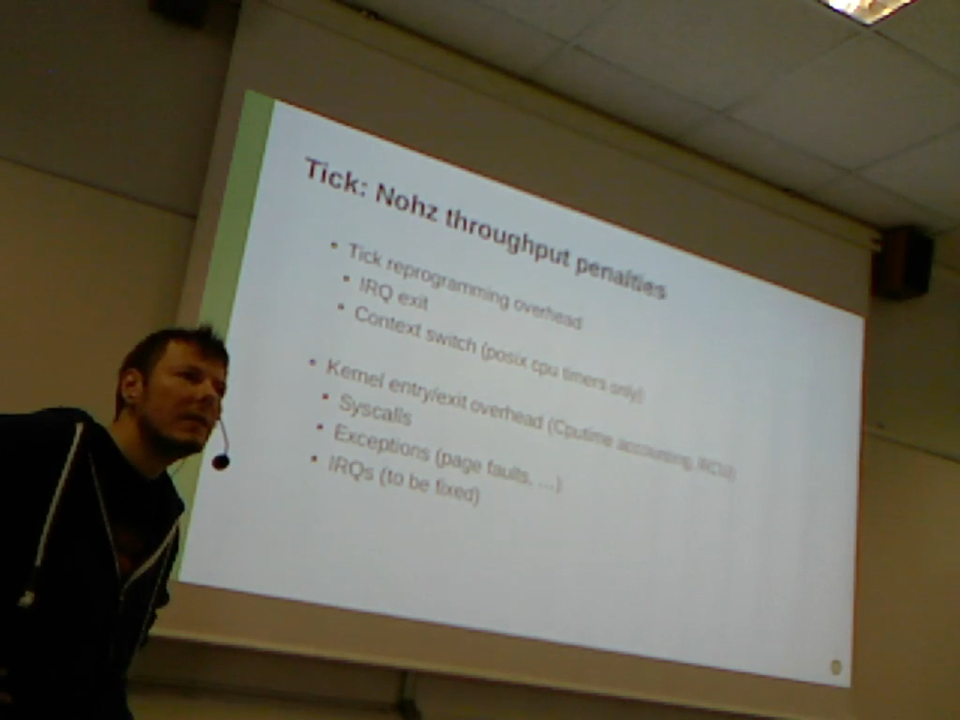 Tick: Nohz throughput penalties
• Tick reprogramming overhead
• IRQ exit
• Context switch (posix cpu timers only)
• Kernel entry/exit overhead (Cputime accounting, RCU)
• Syscalls
• Exceptions (page faults, ...)
• IRQs (to be fixed)